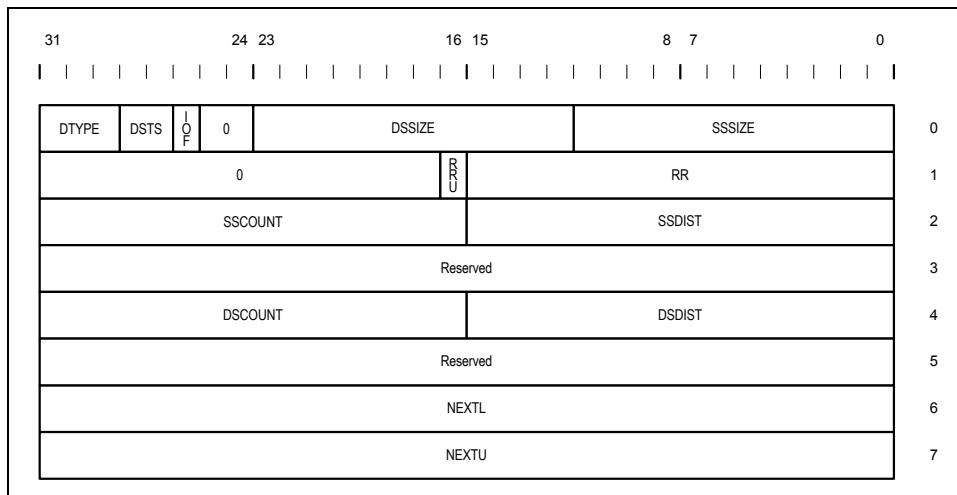 31 24 23 16 15 8 7 0
DTYPE DSTS IOF 0 DSSIZE SSSIZE 0
0 RRU RR 1
SSCOUNT SSDIST 2
Reserved 3
DSCOUNT DSDIST 4
Reserved 5
NEXTL 6
NEXTU 7